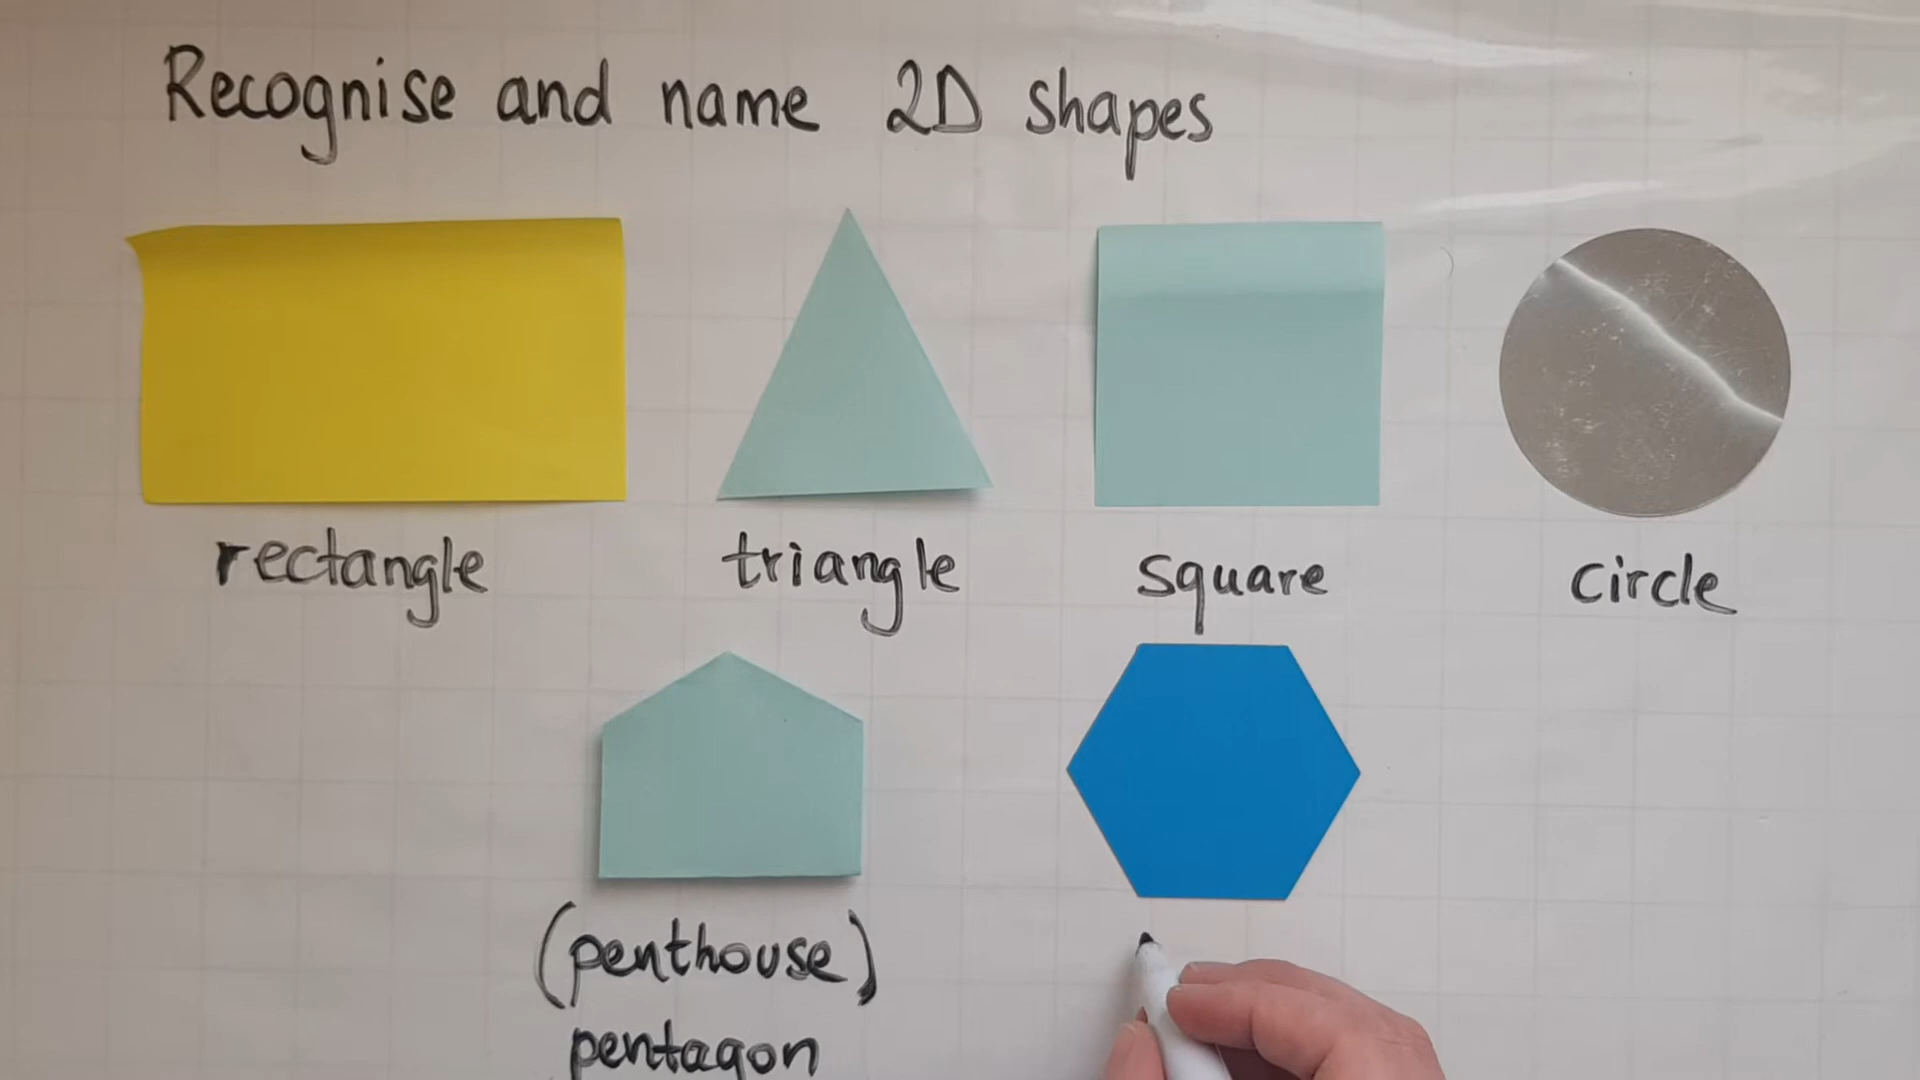 Recognise and name 2D shapes
rectangle
triangle
square
circle
(penthouse)
pentagon